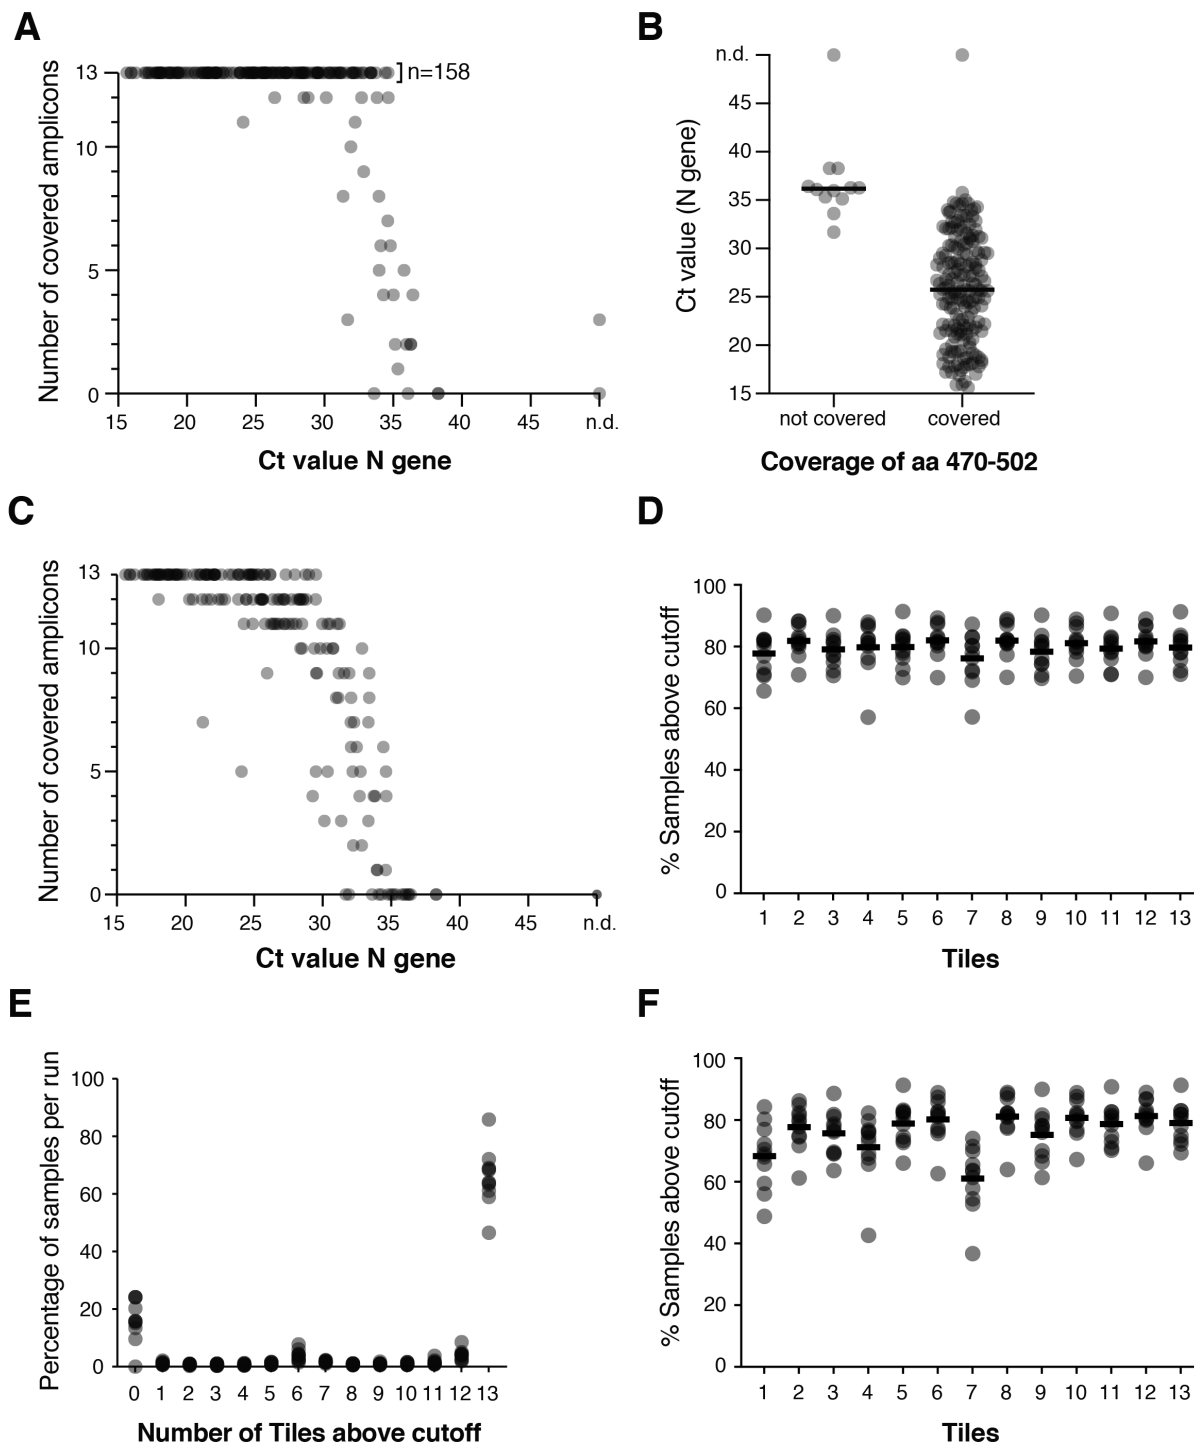 A
Number of covered amplicons
13
10
5
0
n=158
15 20 25 30 35 40 45 n.d.
Ct value N gene
B
Ct value (N gene)
n.d.
45
40
35
30
25
20
15
not covered covered
Coverage of aa 470-502
C
Number of covered amplicons
13
10
5
0
15 20 25 30 35 40 45 n.d.
Ct value N gene
D
% Samples above cutoff
100
80
60
40
20
0
1 2 3 4 5 6 7 8 9 10 11 12 13
Tiles
E
Percentage of samples per run
100
80
60
40
20
0
0 1 2 3 4 5 6 7 8 9 10 11 12 13
Number of Tiles above cutoff
F
% Samples above cutoff
100
80
60
40
20
0
1 2 3 4 5 6 7 8 9 10 11 12 13
Tiles